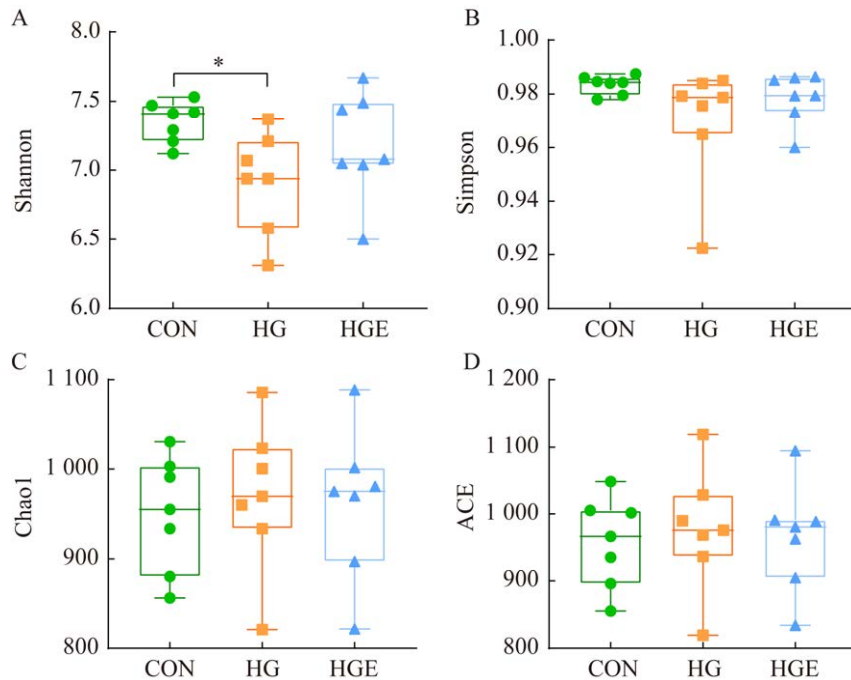 A
Shannon
7.5
7.0
6.5
6.0
8.0
*
CON HG HGE
B
Simpson
1.00
0.98
0.96
0.94
0.92
0.90
CON HG HGE
C
Chao1
1 100
1 000
900
800
CON HG HGE
D
ACE
1 200
1 100
1 000
900
800
CON HG HGE